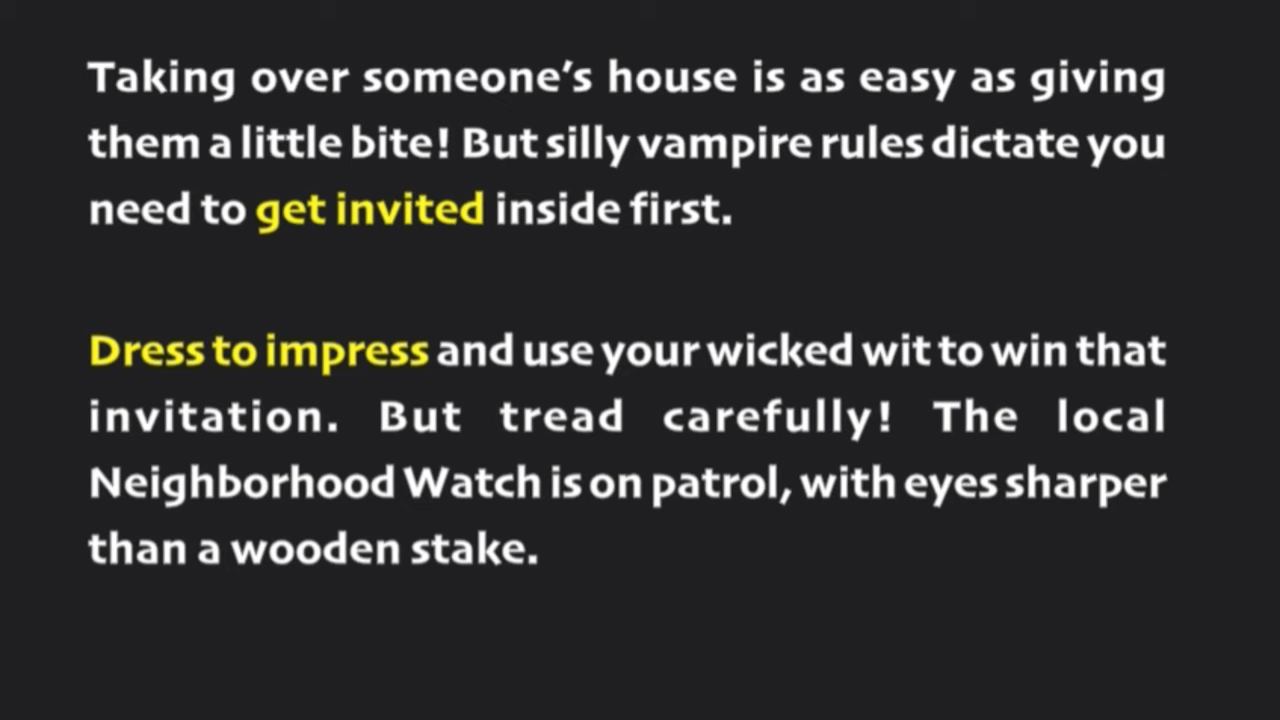 Taking over someone’s house is as easy as giving
them a little bite! But silly vampire rules dictate you
need to get invited inside first.
Dress to impress and use your wicked wit to win that
invitation. But tread carefully! The local
Neighborhood Watch is on patrol, with eyes sharper
than a wooden stake.